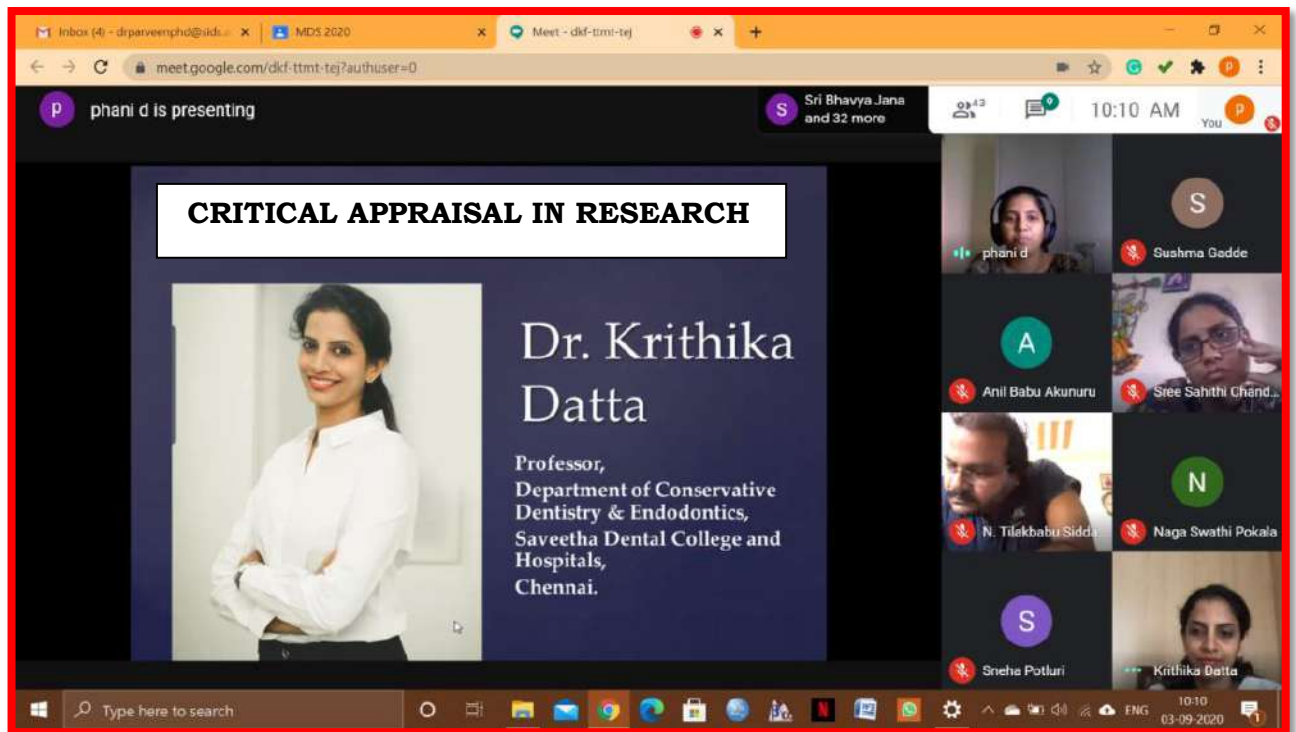 Inbox (4) - drparveenphd@sids.
MDS 2020
Meet - dkf-ttmt-tej
meet.google.com/dkf-ttmt-tej?authuser=0
P
phani d is presenting
S
Sri Bhavya Jana
and 32 more
43
9
10:10 AM
You
P
CRITICAL APPRAISAL IN RESEARCH
Dr. Krithika
Datta
Professor,
Department of Conservative
Dentistry & Endodontics,
Saveetha Dental College and
Hospitals,
Chennai.
phani d
S
Sushma Gadde
A
Anil Babu Akunuru
Sree Sahithi Chand...
N. Tilakbabu Sidda
N
Naga Swathi Pokala
S
Sneha Potluri
Krithika Datta
Type here to search
ENG
10:10
03-09-2020